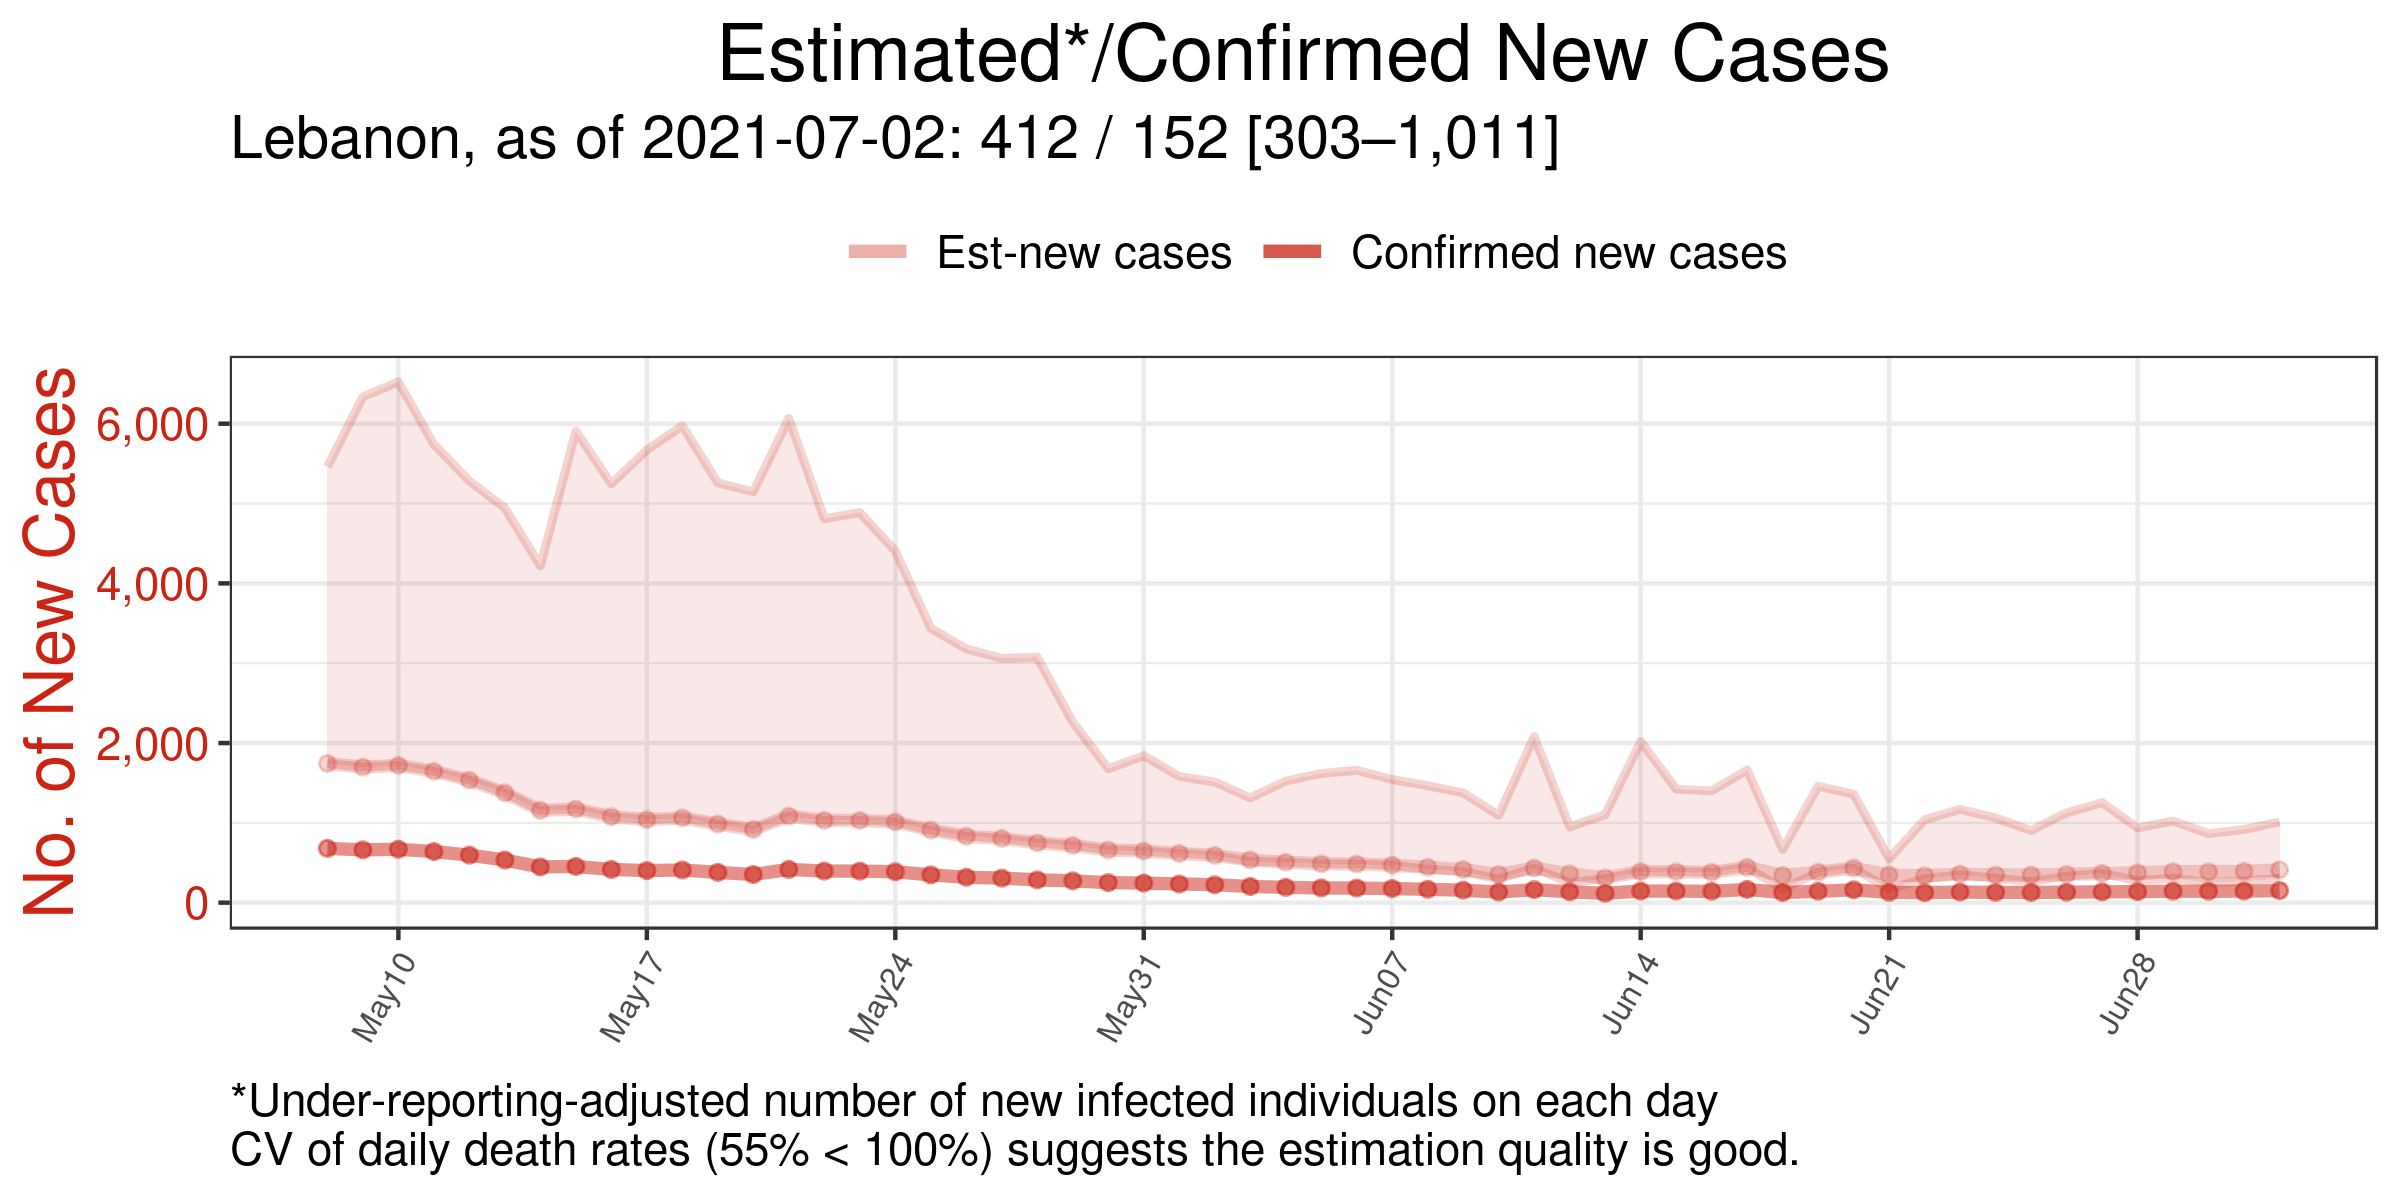 Estimated*/Confirmed New Cases
Lebanon, as of 2021-07-02: 412 / 152 [303–1,011]
Est-new cases
Confirmed new cases
No. of New Cases
6,000
4,000
2,000
0
May10
May17
May24
May31
Jun07
Jun14
Jun21
Jun28
*Under-reporting-adjusted number of new infected individuals on each day
CV of daily death rates (55% < 100%) suggests the estimation quality is good.